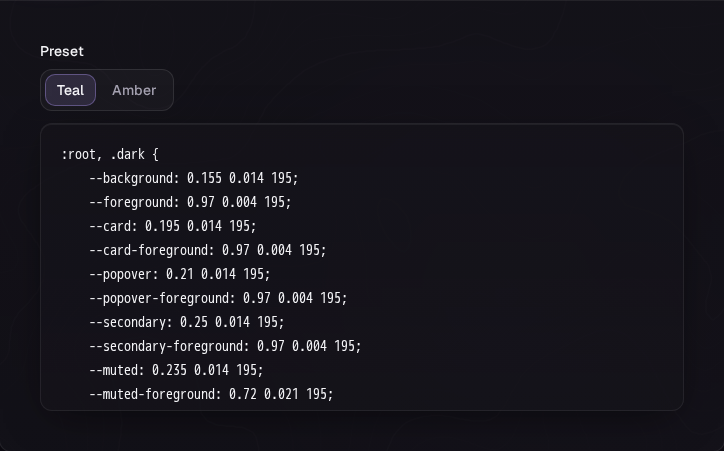 Preset
Teal Amber
:root, .dark {
    --background: 0.155 0.014 195;
    --foreground: 0.97 0.004 195;
    --card: 0.195 0.014 195;
    --card-foreground: 0.97 0.004 195;
    --popover: 0.21 0.014 195;
    --popover-foreground: 0.97 0.004 195;
    --secondary: 0.25 0.014 195;
    --secondary-foreground: 0.97 0.004 195;
    --muted: 0.235 0.014 195;
    --muted-foreground: 0.72 0.021 195;